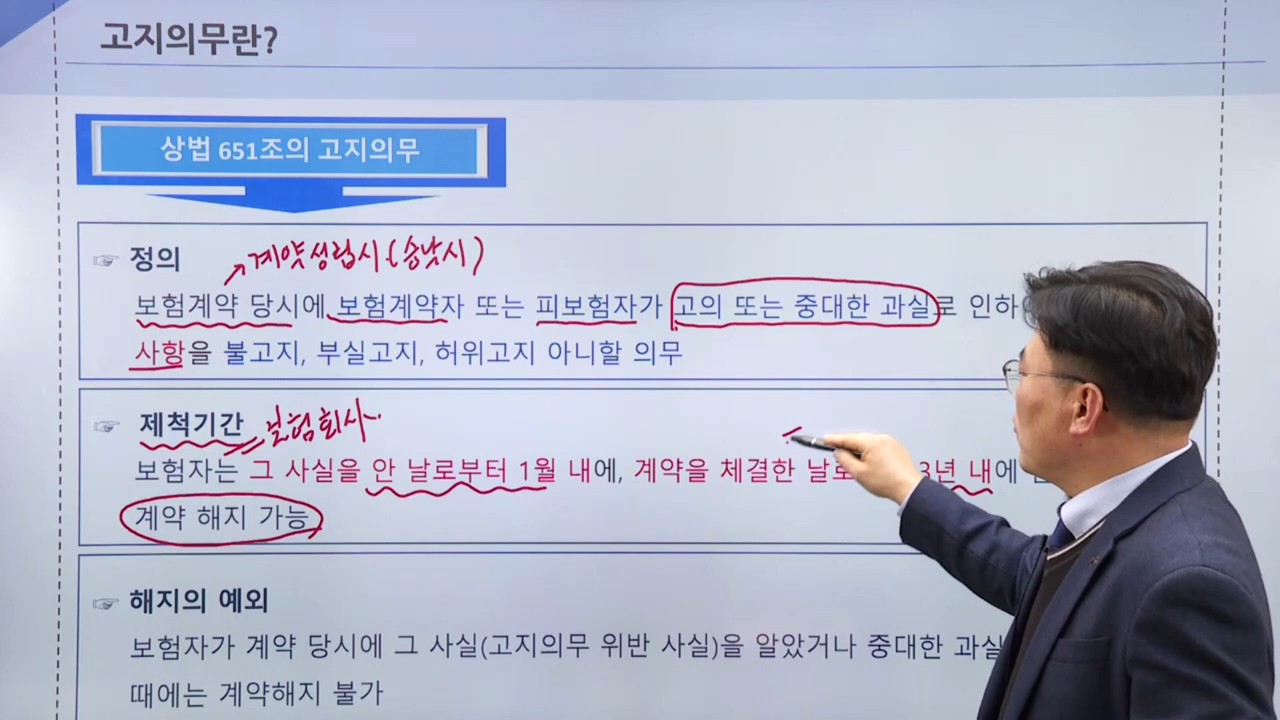 고지의무란?
상법 651조의 고지의무
☞ 정의
계약성립시(승낙시)
보험계약 당시에 보험계약자 또는 피보험자가 고의 또는 중대한 과실로 인하
사항을 불고지, 부실고지, 허위고지 아니할 의무
☞ 제척기간
보험회사.
보험자는 그 사실을 안 날로부터 1월 내에, 계약을 체결한 날로 3년 내에
계약 해지 가능
☞ 해지의 예외
보험자가 계약 당시에 그 사실(고지의무 위반 사실)을 알았거나 중대한 과실
때에는 계약해지 불가